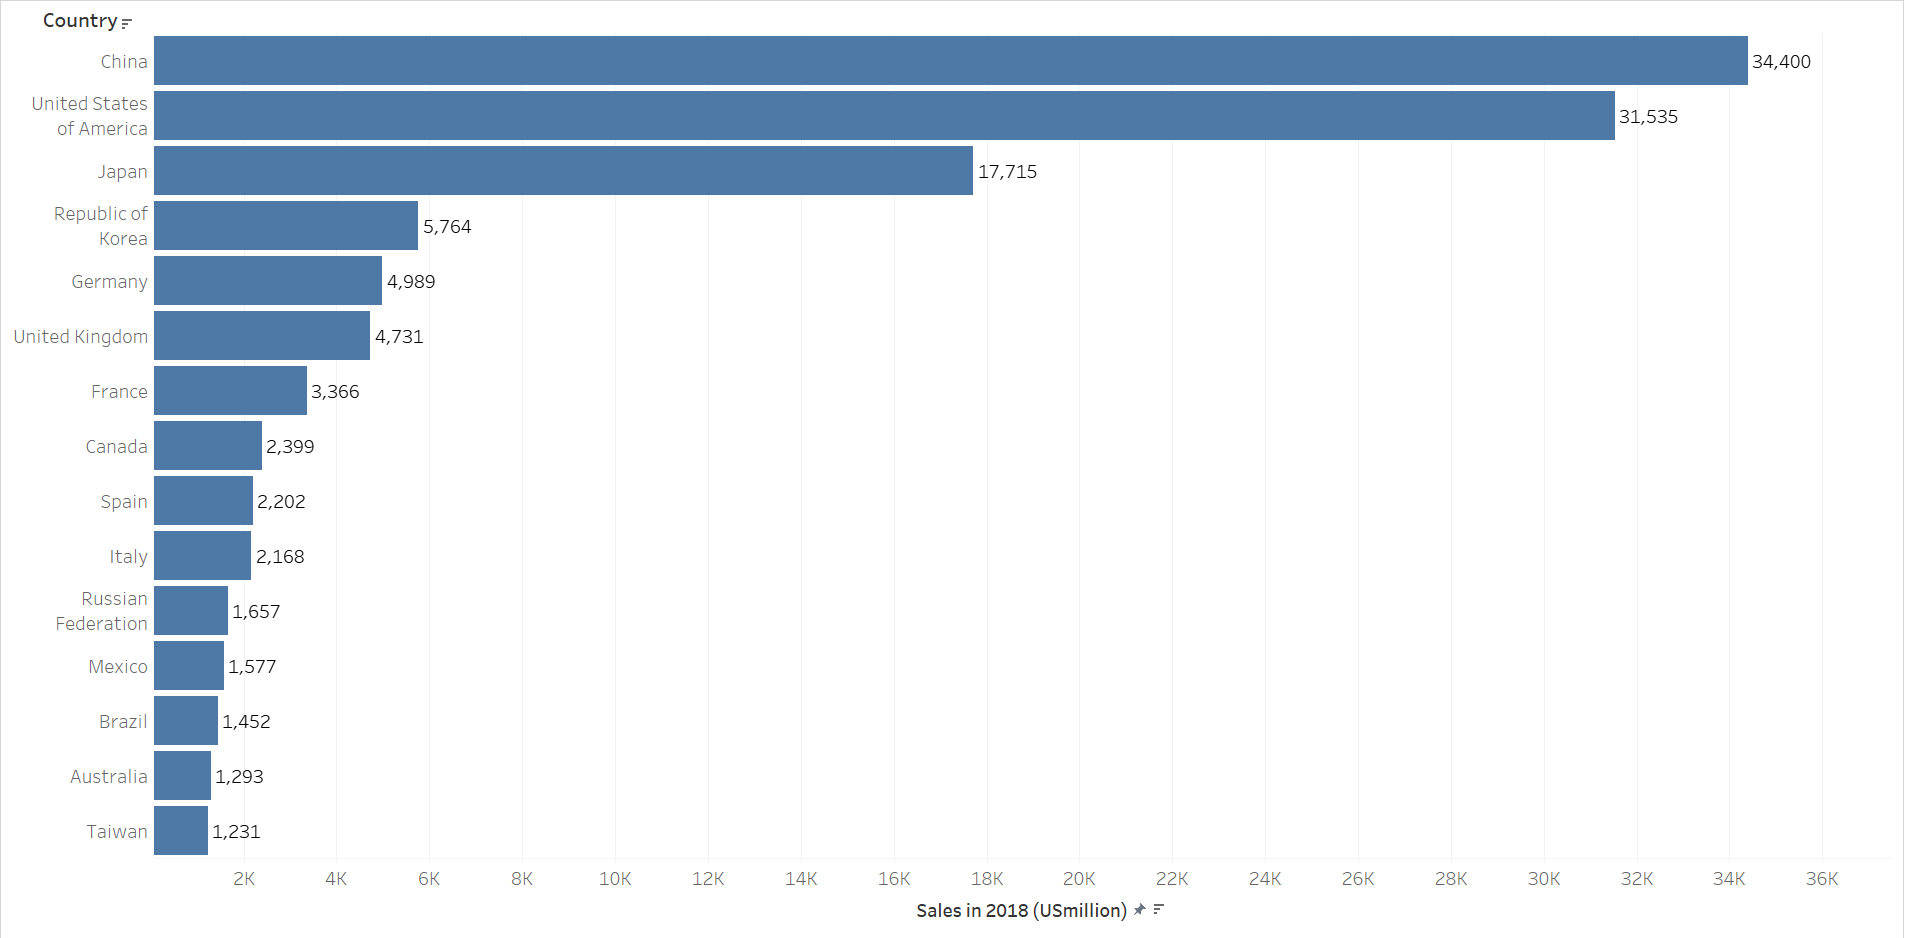 Country
China
34,400
United States
of America
31,535
Japan
17,715
Republic of
Korea
5,764
Germany
4,989
United Kingdom
4,731
France
3,366
Canada
2,399
Spain
2,202
Italy
2,168
Russian
Federation
1,657
Mexico
1,577
Brazil
1,452
Australia
1,293
Taiwan
1,231
2K 4K 6K 8K 10K 12K 14K 16K 18K 20K 22K 24K 26K 28K 30K 32K 34K 36K
Sales in 2018 (USmillion)